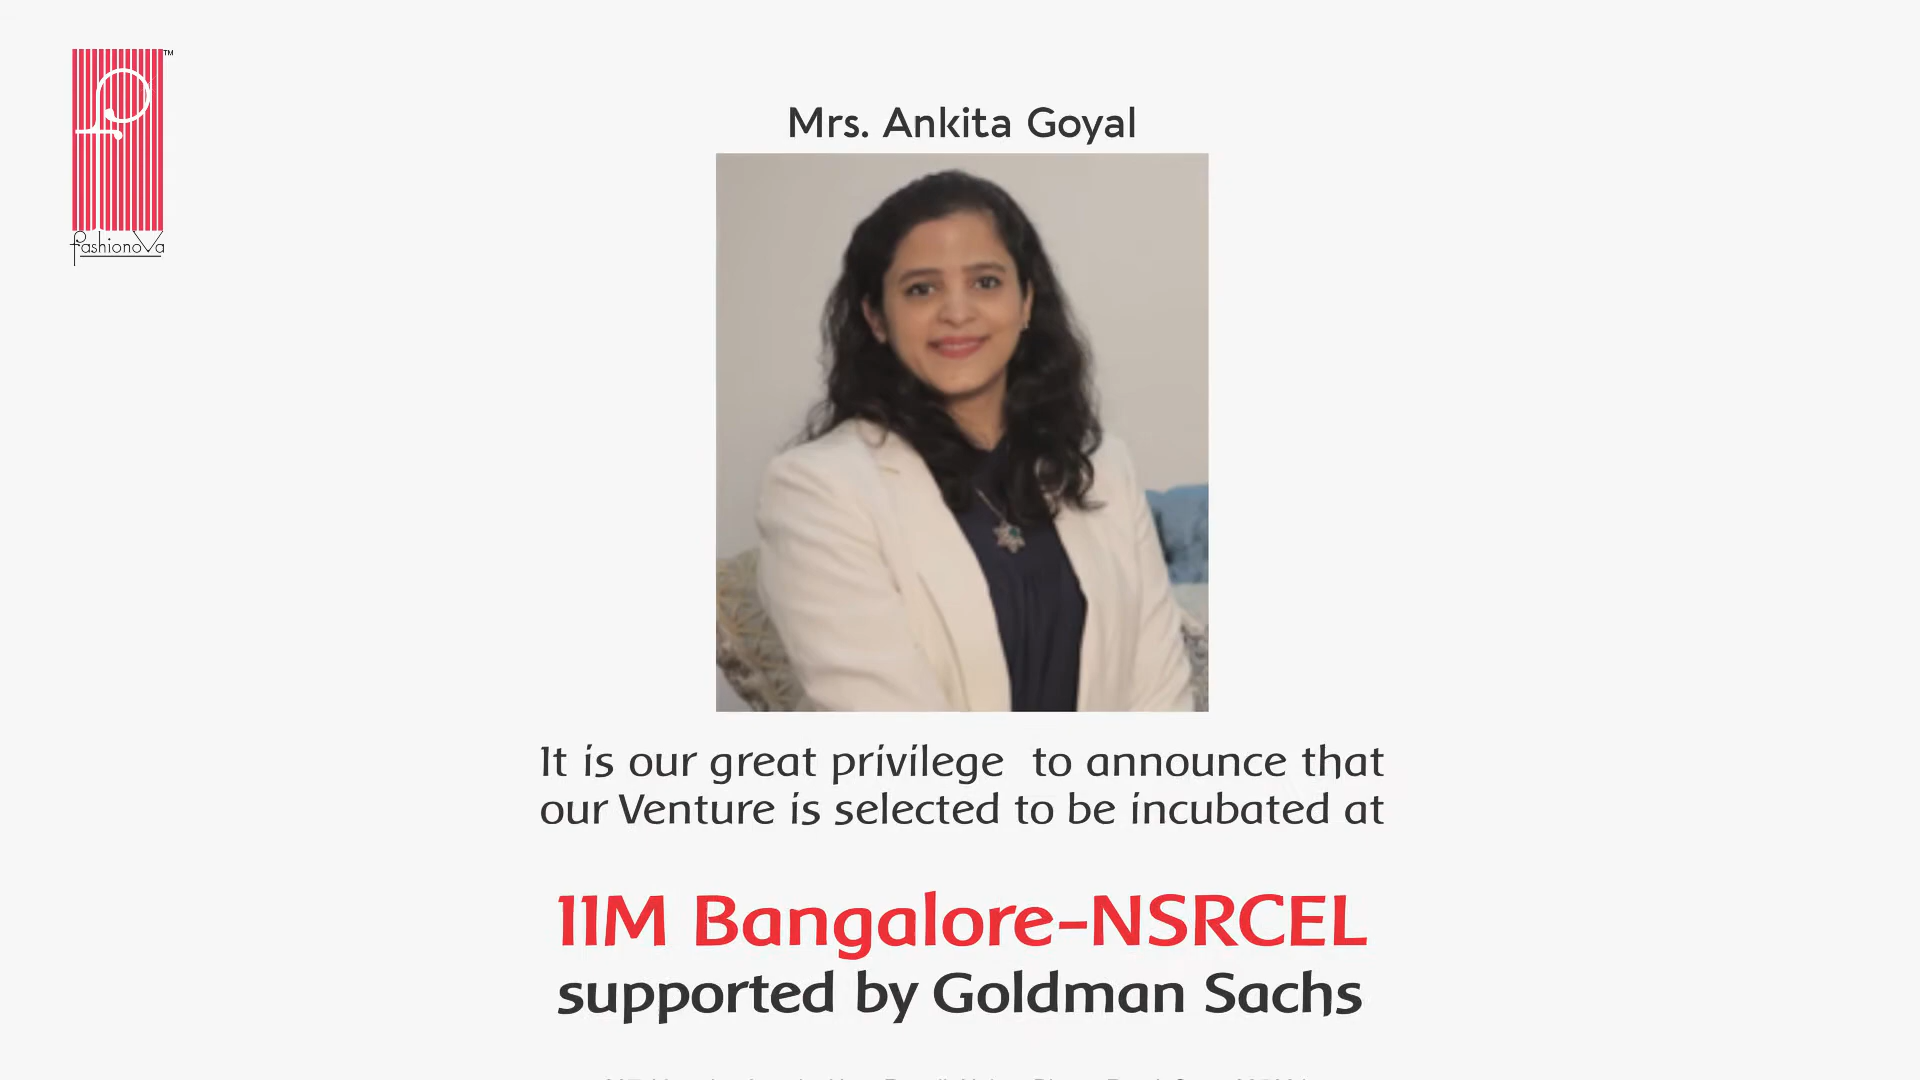 TM
fashionoVa
Mrs. Ankita Goyal
It is our great privilege to announce that
our Venture is selected to be incubated at
IIM Bangalore-NSRCEL
supported by Goldman Sachs